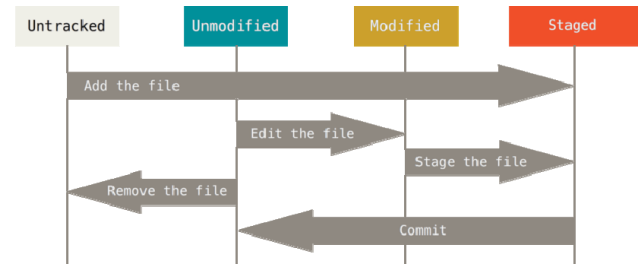 Untracked
Unmodified
Modified
Staged
Add the file
Edit the file
Stage the file
Remove the file
Commit